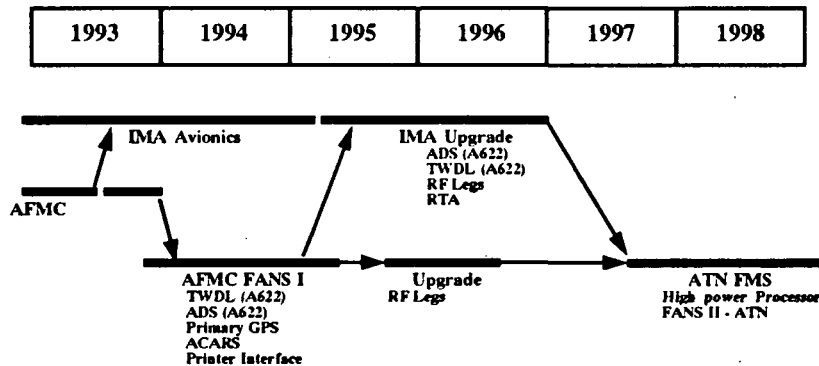 1993 1994 1995 1996 1997 1998
IMA Avionics
IMA Upgrade
ADS (A622)
TWDL (A622)
RF Legs
RTA
AFMC
AFMC FANS I
TWDL (A622)
ADS (A622)
Primary GPS
ACARS
Printer Interface
Upgrade
RF Legs
ATN FMS
High power Processor
FANS II - ATN